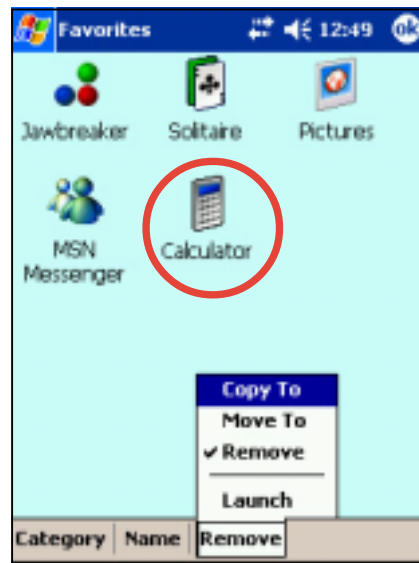 Favorites 12:49 ok
Jawbreaker Solitaire Pictures
MSN Messenger Calculator
Copy To
Move To
Remove
Launch
Category Name Remove